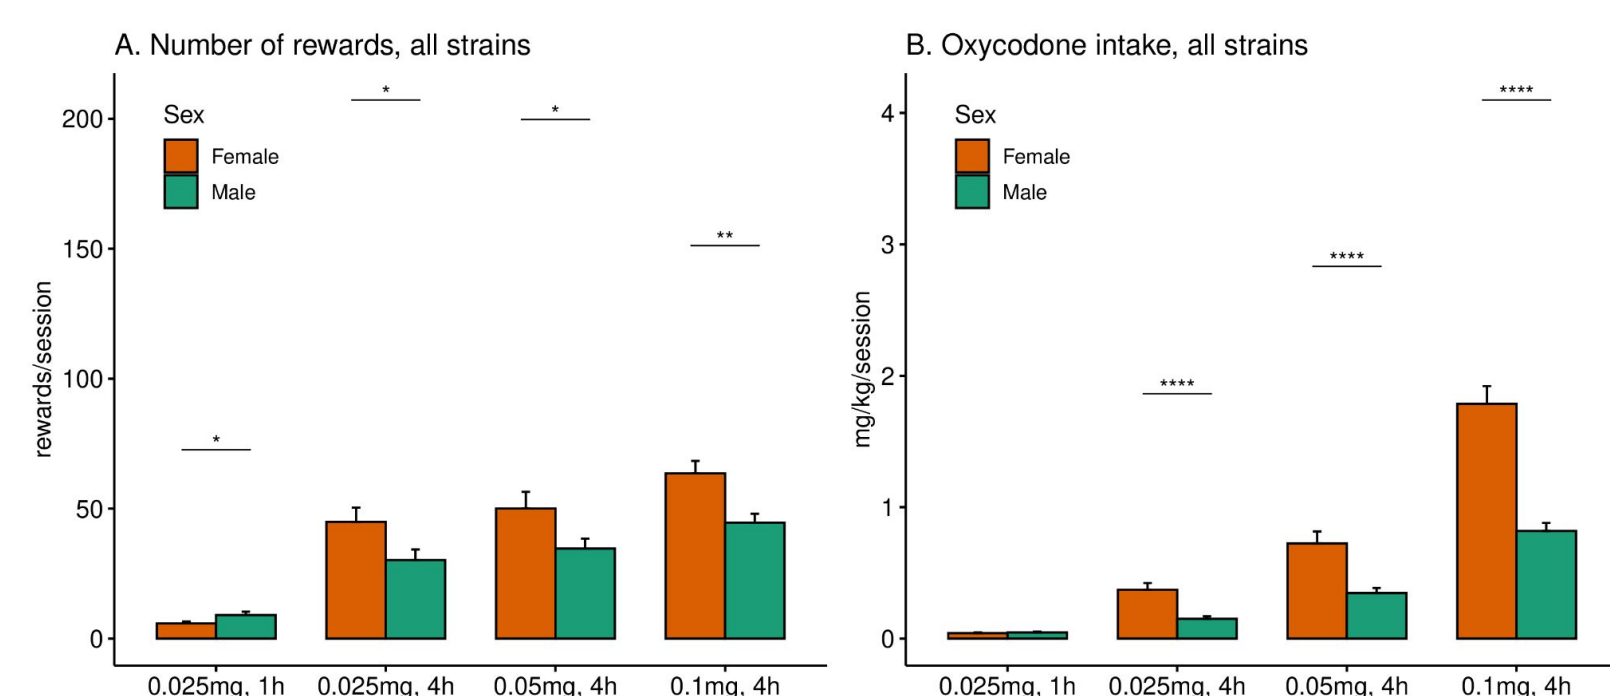 A. Number of rewards, all strains
rewards/session
200
150
100
50
0
Sex
Female
Male
*
*
*
**
0.025mg, 1h
0.025mg, 4h
0.05mg, 4h
0.1mg, 4h
B. Oxycodone intake, all strains
mg/kg/session
4
3
2
1
0
Sex
Female
Male
****
****
****
0.025mg, 1h
0.025mg, 4h
0.05mg, 4h
0.1mg, 4h